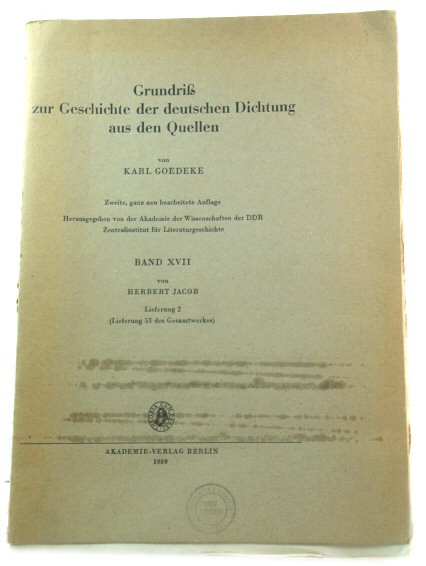 Grundriß
zur Geschichte der deutschen Dichtung
aus den Quellen
von
KARL GOEDEKE
Zweite, ganz neu bearbeitete Auflage
Herausgegeben von der Akademie der Wissenschaften der DDR
Zentralinstitut für Literaturgeschichte
BAND XVII
von
HERBERT JACOB
Lieferung 2
(Lieferung 53 des Gesamtwerkes)
AKADEMIE-VERLAG BERLIN
1989